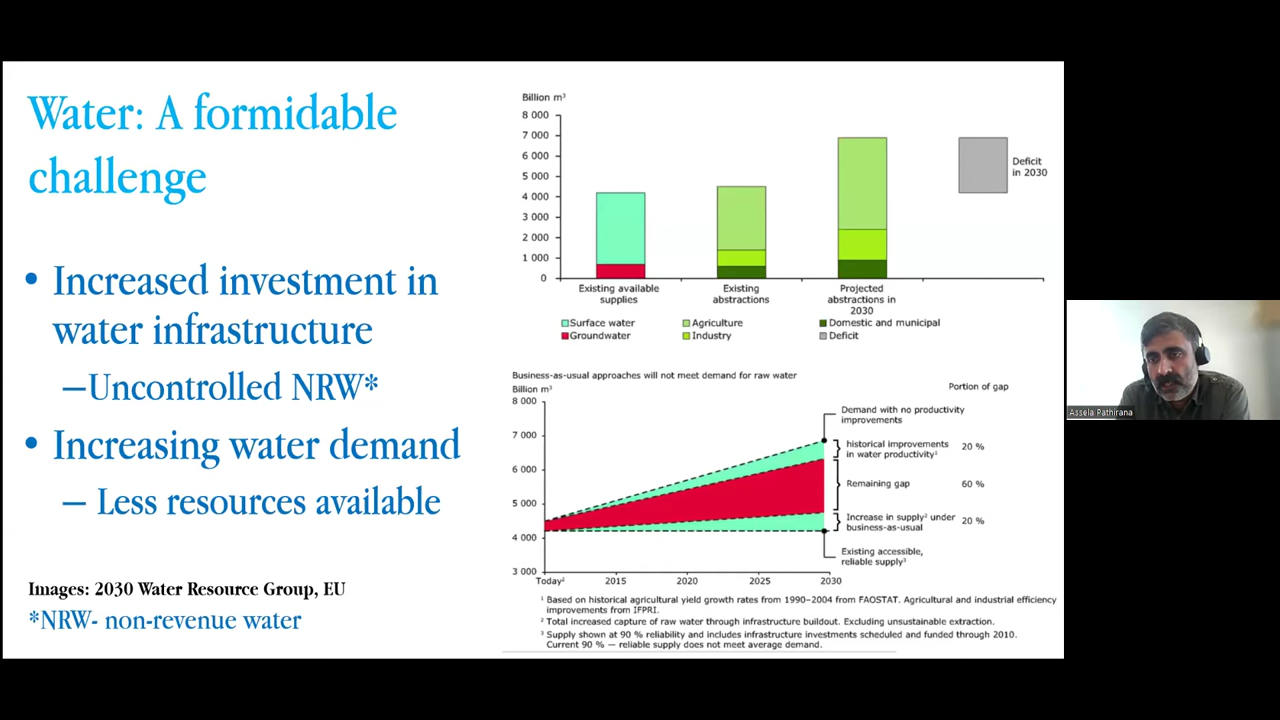 Water: A formidable
challenge
• Increased investment in
water infrastructure
—Uncontrolled NRW*
• Increasing water demand
— Less resources available
Images: 2030 Water Resource Group, EU
*NRW- non-revenue water
Billion m³
8 000
7 000
6 000
5 000
4 000
3 000
2 000
1 000
0
Existing available
supplies
Existing
abstractions
Projected
abstractions in
2030
Deficit
in 2030
Surface water
Groundwater
Agriculture
Industry
Domestic and municipal
Deficit
Business-as-usual approaches will not meet demand for raw water
Billion m³
Portion of gap
8 000
7 000
6 000
5 000
4 000
3 000
Today²
2015
2020
2025
2030
Demand with no productivity
improvements
historical improvements
in water productivity¹
20 %
Remaining gap
60 %
Increase in supply² under
business-as-usual
20 %
Existing accessible,
reliable supply³
¹ Based on historical agricultural yield growth rates from 1990–2004 from FAOSTAT. Agricultural and industrial efficiency
improvements from IFPRI.
² Total increased capture of raw water through infrastructure buildout. Excluding unsustainable extraction.
³ Supply shown at 90 % reliability and includes infrastructure investments scheduled and funded through 2010.
Current 90 % — reliable supply does not meet average demand.
Assela Pathirana